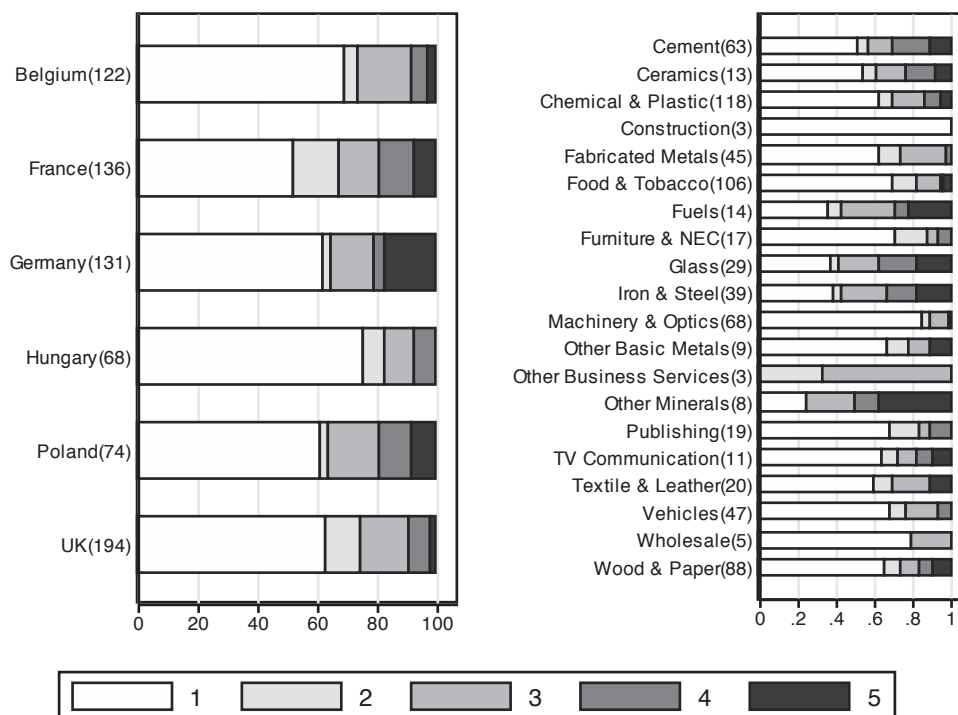 Belgium(122)
France(136)
Germany(131)
Hungary(68)
Poland(74)
UK(194)
0 20 40 60 80 100
Cement(63)
Ceramics(13)
Chemical & Plastic(118)
Construction(3)
Fabricated Metals(45)
Food & Tobacco(106)
Fuels(14)
Furniture & NEC(17)
Glass(29)
Iron & Steel(39)
Machinery & Optics(68)
Other Basic Metals(9)
Other Business Services(3)
Other Minerals(8)
Publishing(19)
TV Communication(11)
Textile & Leather(20)
Vehicles(47)
Wholesale(5)
Wood & Paper(88)
0 .2 .4 .6 .8 1
1 2 3 4 5